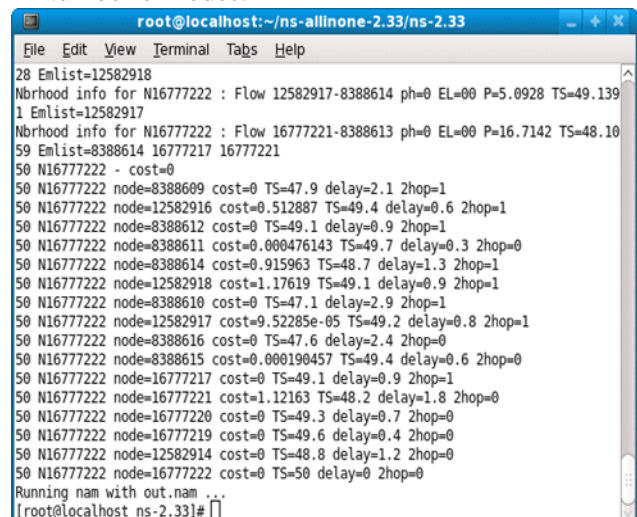 root@localhost:~/ns-allinone-2.33/ns-2.33
File Edit View Terminal Tabs Help
28 Emlist=12582918
Nbrhood info for N16777222 : Flow 12582917-8388614 ph=0 EL=00 P=5.0928 TS=49.139
1 Emlist=12582917
Nbrhood info for N16777222 : Flow 16777221-8388613 ph=0 EL=00 P=16.7142 TS=48.10
59 Emlist=8388614 16777217 16777221
50 N16777222 - cost=0
50 N16777222 node=8388609 cost=0 TS=47.9 delay=2.1 2hop=1
50 N16777222 node=12582916 cost=0.512887 TS=49.4 delay=0.6 2hop=1
50 N16777222 node=8388612 cost=0 TS=49.1 delay=0.9 2hop=1
50 N16777222 node=8388611 cost=0.000476143 TS=49.7 delay=0.3 2hop=0
50 N16777222 node=8388614 cost=0.915963 TS=48.7 delay=1.3 2hop=1
50 N16777222 node=12582918 cost=1.17619 TS=49.1 delay=0.9 2hop=1
50 N16777222 node=8388610 cost=0 TS=47.1 delay=2.9 2hop=1
50 N16777222 node=12582917 cost=9.52285e-05 TS=49.2 delay=0.8 2hop=1
50 N16777222 node=8388616 cost=0 TS=47.6 delay=2.4 2hop=0
50 N16777222 node=8388615 cost=0.000190457 TS=49.4 delay=0.6 2hop=0
50 N16777222 node=16777217 cost=0 TS=49.1 delay=0.9 2hop=1
50 N16777222 node=16777221 cost=1.12163 TS=48.2 delay=1.8 2hop=0
50 N16777222 node=16777220 cost=0 TS=49.3 delay=0.7 2hop=0
50 N16777222 node=16777219 cost=0 TS=49.6 delay=0.4 2hop=0
50 N16777222 node=12582914 cost=0 TS=48.8 delay=1.2 2hop=0
50 N16777222 node=16777222 cost=0 TS=50 delay=0 2hop=0
Running nam with out.nam ...
[root@localhost ns-2.33]#